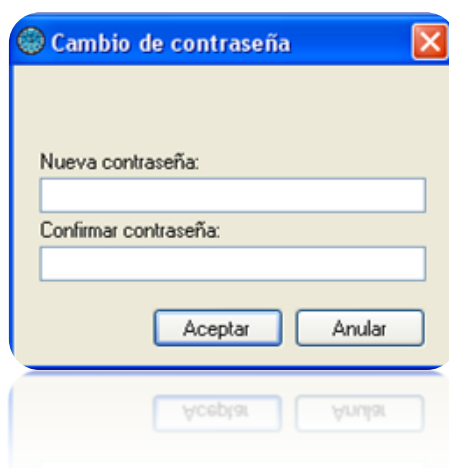 Cambio de contraseña
Nueva contraseña:
Confirmar contraseña:
Aceptar Anular